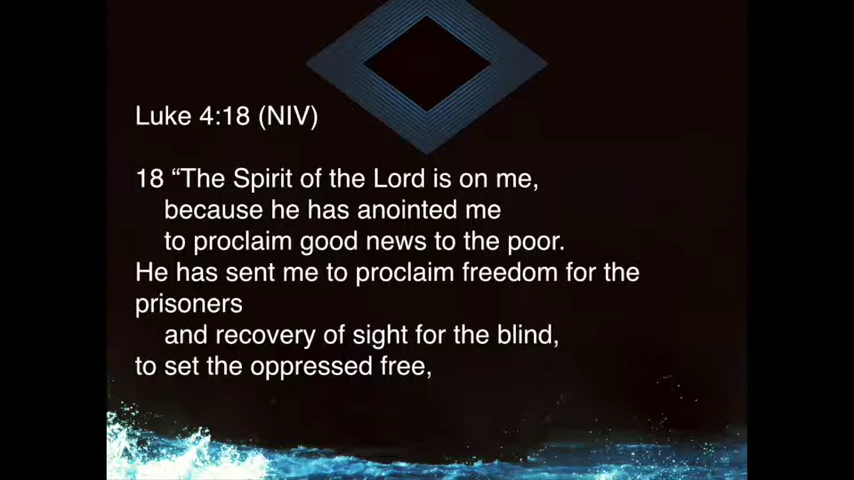 Luke 4:18 (NIV)
18 “The Spirit of the Lord is on me,
because he has anointed me
to proclaim good news to the poor.
He has sent me to proclaim freedom for the
prisoners
and recovery of sight for the blind,
to set the oppressed free,